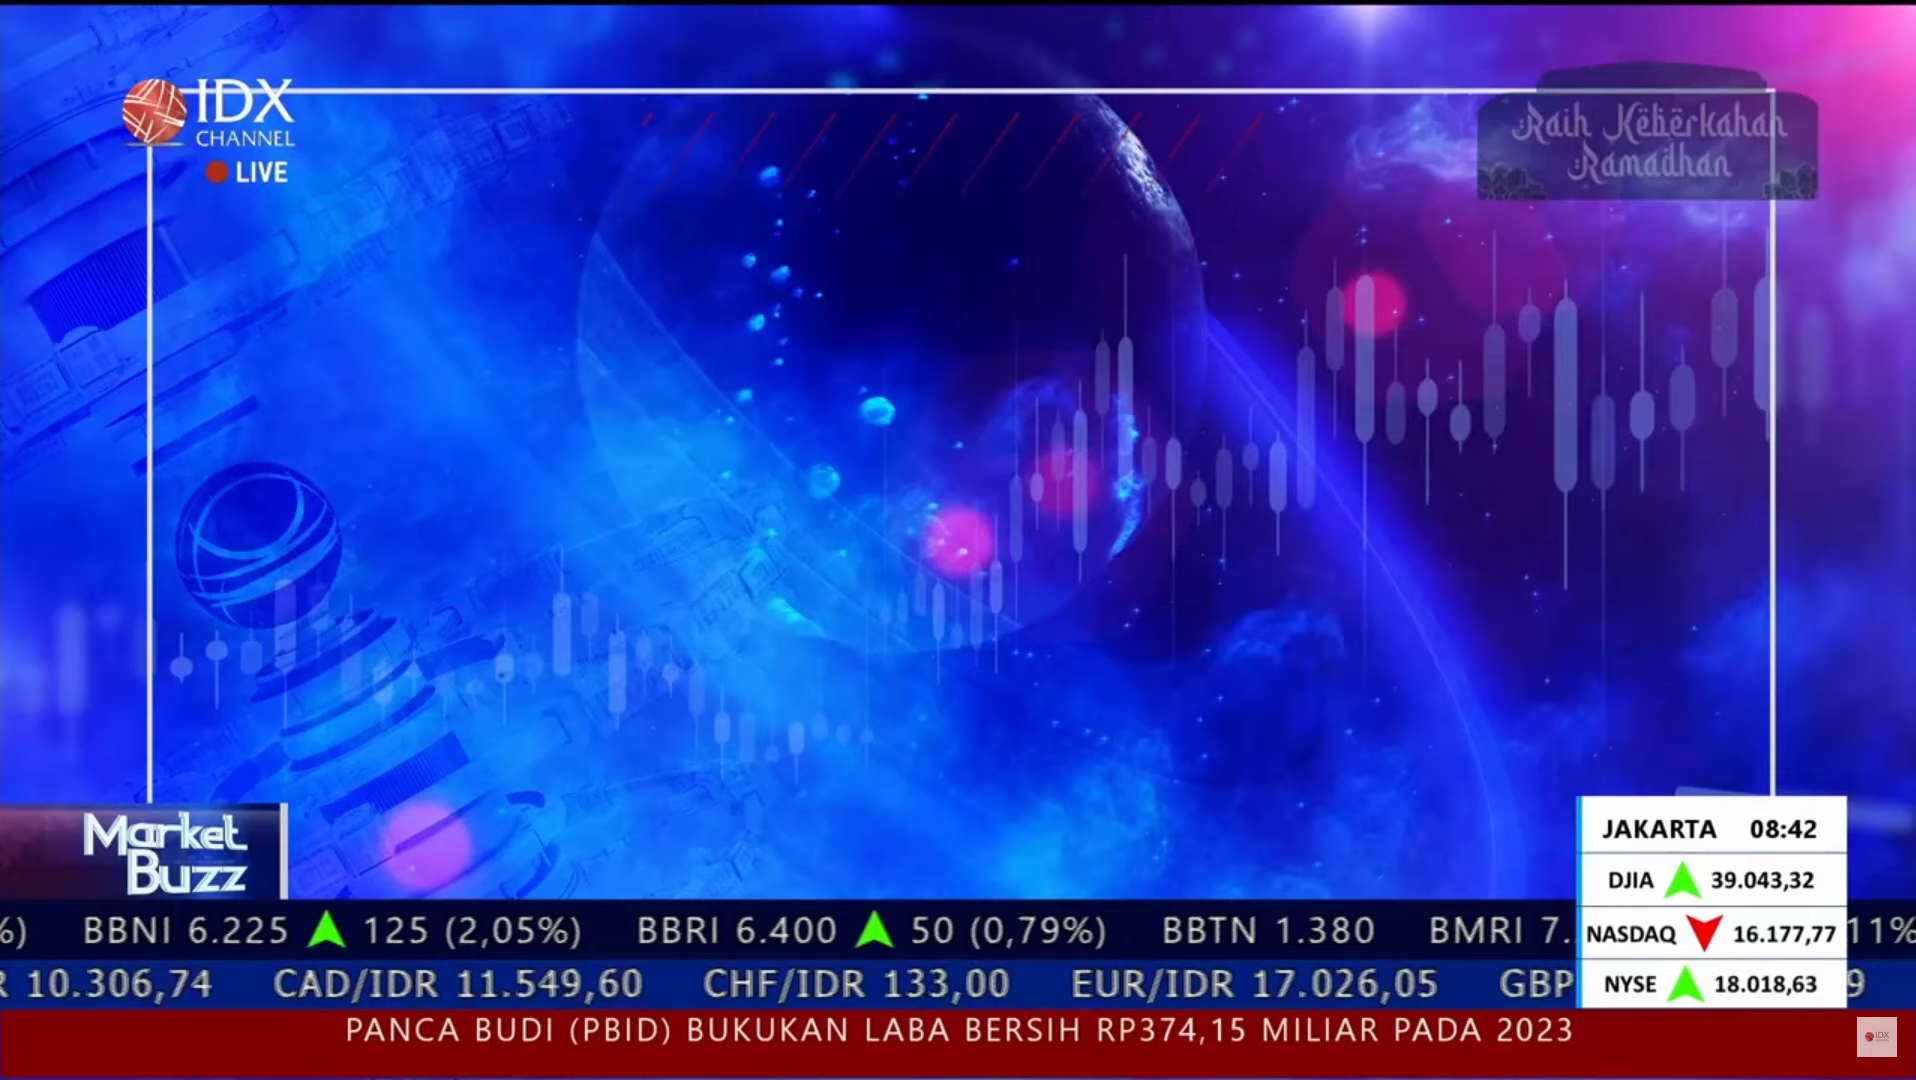 IDX
CHANNEL
LIVE
Raih Keberkahan
Ramadhan
Market
Buzz
JAKARTA 08:42
DJIA 39.043,32
NASDAQ 16.177,77
NYSE 18.018,63
%) BBNI 6.225 125 (2,05%) BBRI 6.400 50 (0,79%) BBTN 1.380 BMRI 7. 11%
R 10.306,74 CAD/IDR 11.549,60 CHF/IDR 133,00 EUR/IDR 17.026,05 GBP 9
PANCA BUDI (PBID) BUKUKAN LABA BERSIH RP374,15 MILIAR PADA 2023
IDX